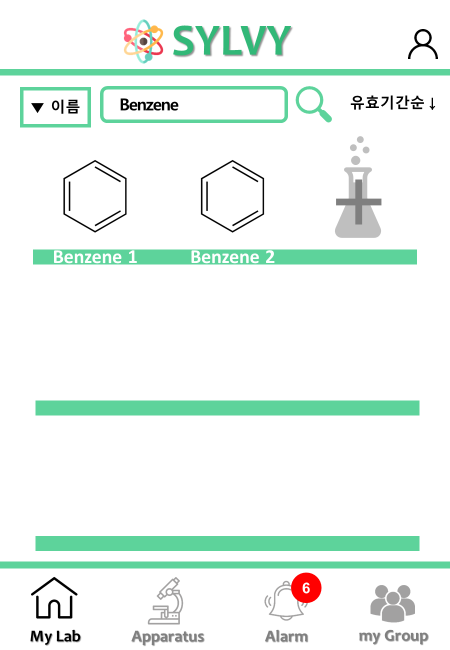 SYLVY
▼ 이름
Benzene
유효기간순↓
Benzene 1
Benzene 2
6
My Lab
Apparatus
Alarm
my Group